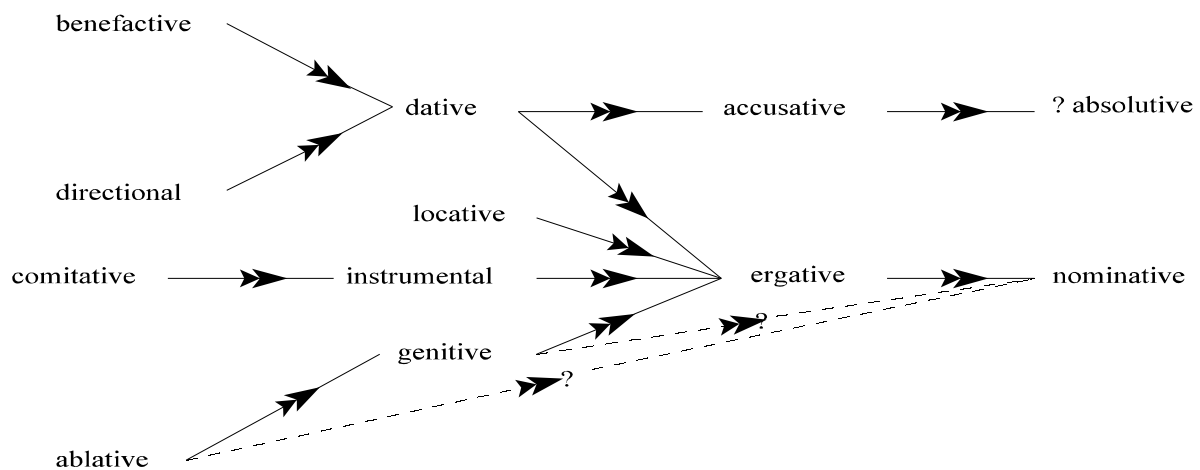 benefactive
dative accusative ? absolutive
directional
locative
comitative instrumental ergative nominative
?
genitive
?
ablative